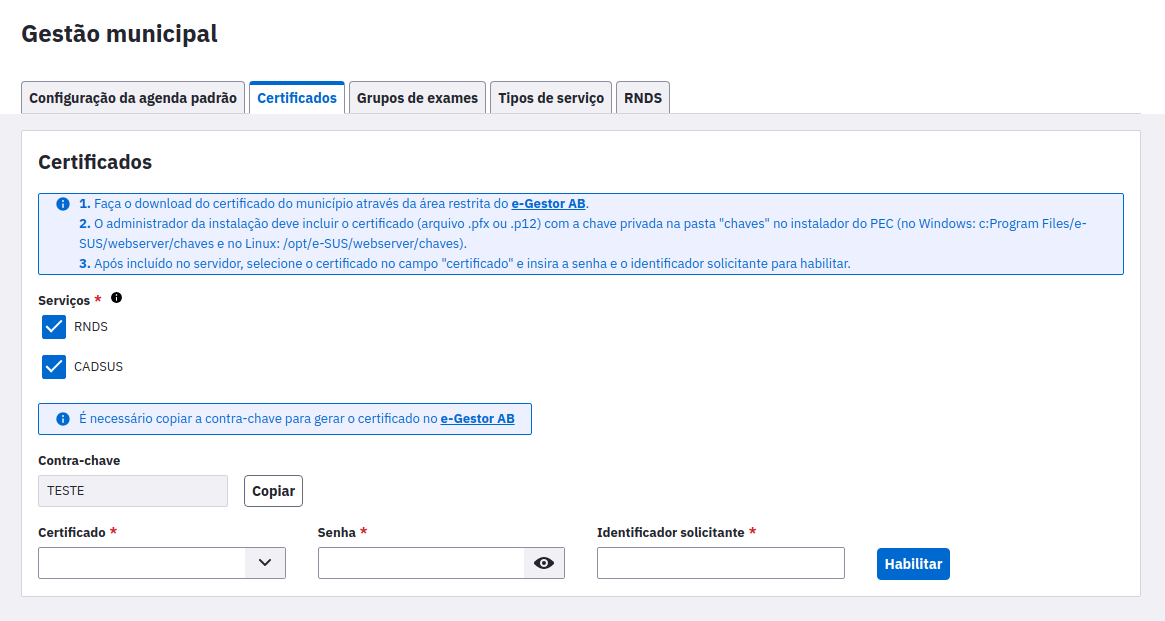 Gestão municipal
Configuração da agenda padrão
Certificados
Grupos de exames
Tipos de serviço
RNDS
Certificados
1. Faça o download do certificado do município através da área restrita do e-Gestor AB.
2. O administrador da instalação deve incluir o certificado (arquivo .pfx ou .p12) com a chave privada na pasta "chaves" no instalador do PEC (no Windows: c:Program Files/e-
SUS/webserver/chaves e no Linux: /opt/e-SUS/webserver/chaves).
3. Após incluído no servidor, selecione o certificado no campo "certificado" e insira a senha e o identificador solicitante para habilitar.
Serviços *
RNDS
CADSUS
É necessário copiar a contra-chave para gerar o certificado no e-Gestor AB
Contra-chave
TESTE
Copiar
Certificado *
Senha *
Identificador solicitante *
Habilitar